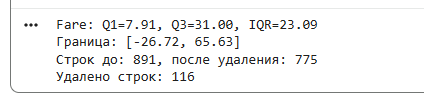 Fare: Q1=7.91, Q3=31.00, IQR=23.09
Граница: [-26.72, 65.63]
Строк до: 891, после удаления: 775
Удалено строк: 116